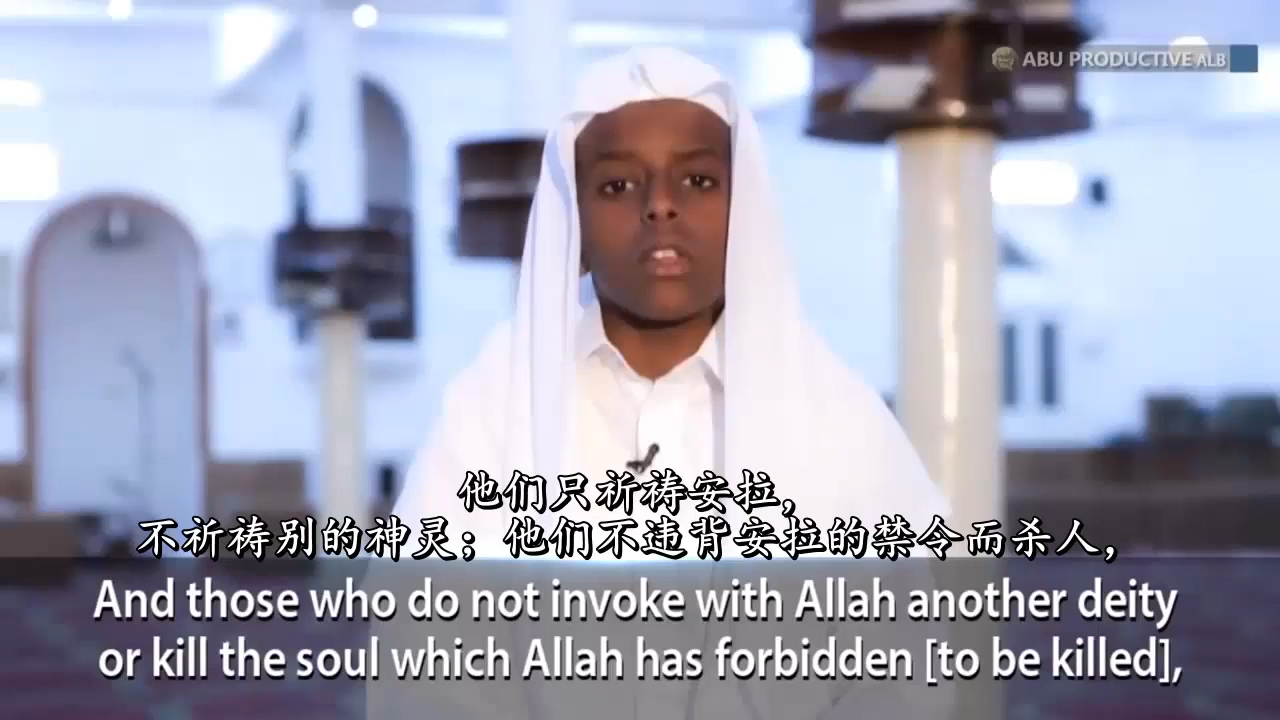 ABU PRODUCTIVE ALB
他们只祈祷安拉，
不祈祷别的神灵；他们不违背安拉的禁令而杀人，
And those who do not invoke with Allah another deity
or kill the soul which Allah has forbidden [to be killed],